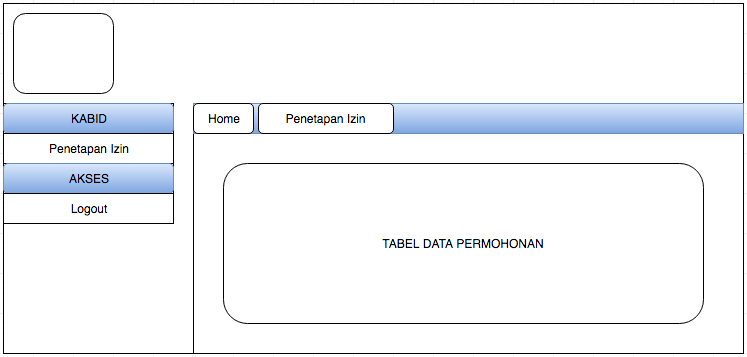 KABID
Home
Penetapan Izin
Penetapan Izin
AKSES
Logout
TABEL DATA PERMOHONAN